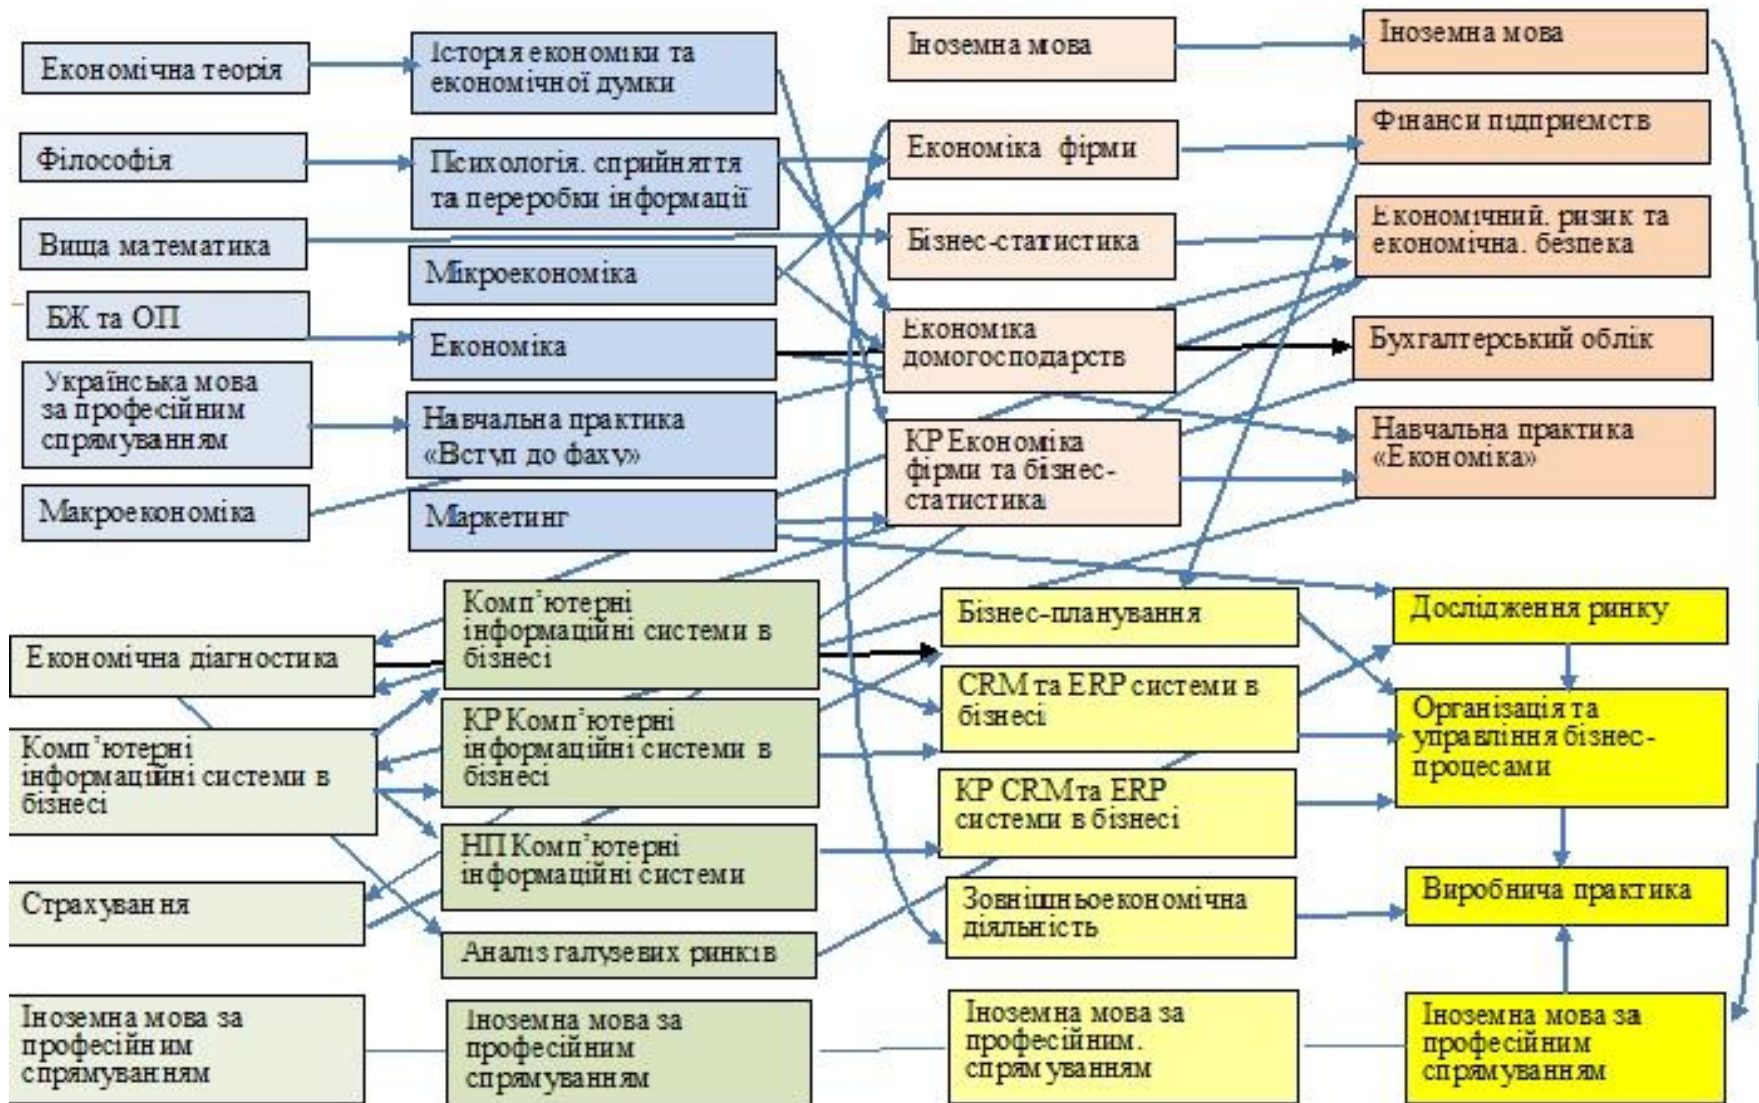 Економічна теорія
Філософія
Вища математика
БЖ та ОП
Українська мова
за професійним
спрямуванням
Макроекономіка
Історія економіки та
економічної думки
Психологія. сприйняття
та переробки інформації
Мікроекономіка
Економіка
Навчальна практика
«Вступ до фаху»
Маркетинг
Іноземна мова
Економіка фірми
Бізнес-статистика
Економіка
домогосподарств
КР Економіка
фірми та бізнес-
статистика
Іноземна мова
Фінанси підприємств
Економічний. ризик та
економічна. безпека
Бухгалтерський облік
Навчальна практика
«Економіка»
Економічна діагностика
Комп’ютерні
інформаційні системи в
бізнесі
Страхування
Іноземна мова за
професійним
спрямуванням
Комп’ютерні
інформаційні системи в
бізнесі
КР Комп’ютерні
інформаційні системи в
бізнесі
НП Комп’ютерні
інформаційні системи
Аналіз галузевих ринків
Іноземна мова за
професійним
спрямуванням
Бізнес-планування
CRM та ERP системи в
бізнесі
КР CRM та ERP
системи в бізнесі
Зовнішньоекономічна
діяльність
Іноземна мова за
професійним.
спрямуванням
Дослідження ринку
Організація та
управління бізнес-
процесами
Виробнича практика
Іноземна мова за
професійним
спрямуванням